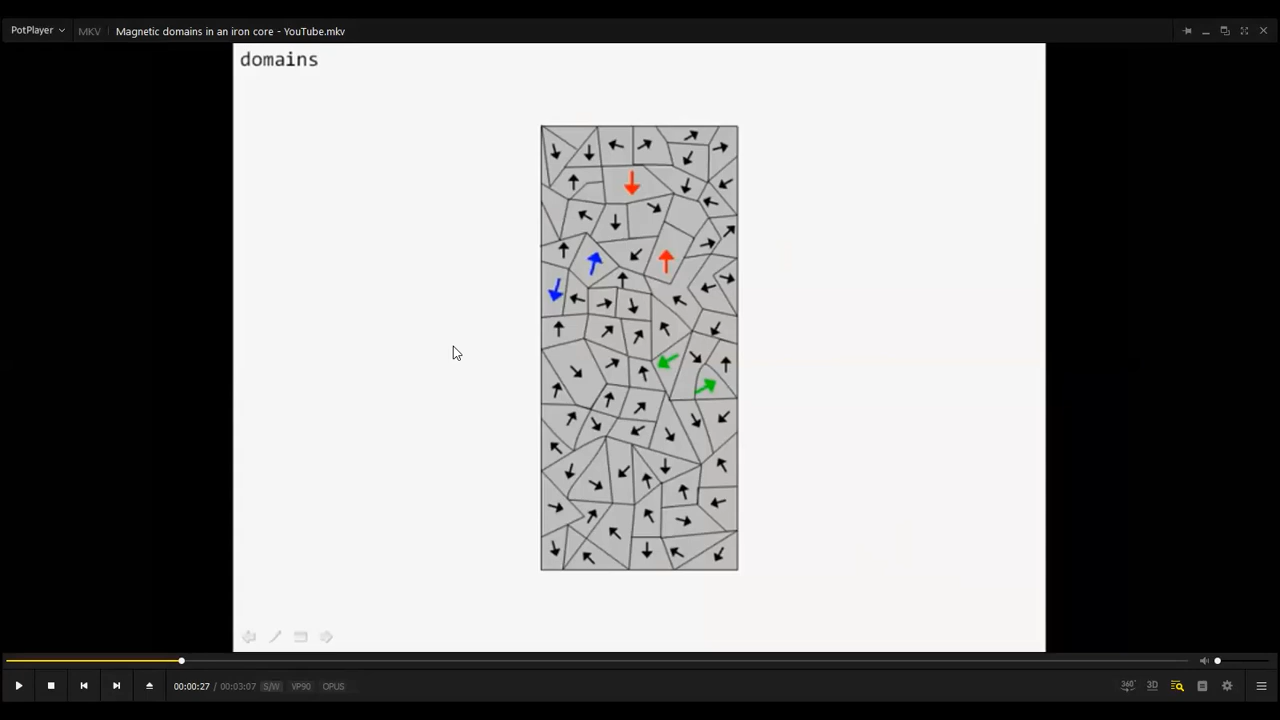 PotPlayer MKV Magnetic domains in an iron core - YouTube.mkv
domains
00:00:27 / 00:03:07 S/W VP90 OPUS 360° 3D